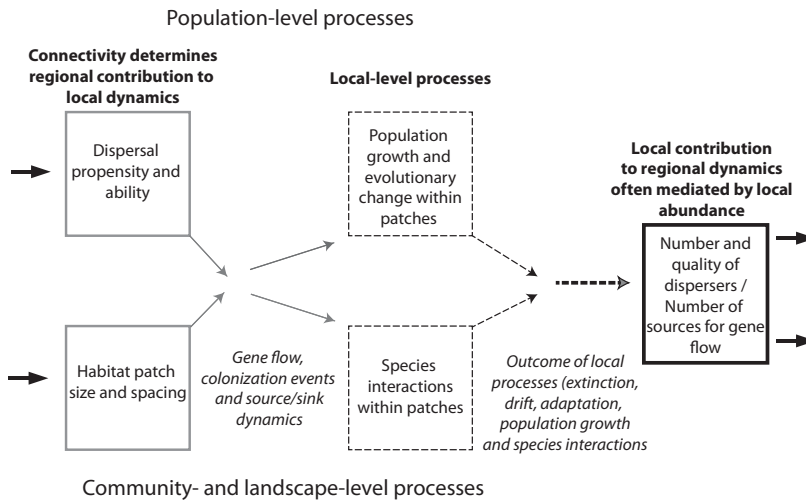 Population-level processes
Connectivity determines
regional contribution to
local dynamics
Dispersal
propensity and
ability
Habitat patch
size and spacing
Gene flow,
colonization events
and source/sink
dynamics
Local-level processes
Population
growth and
evolutionary
change within
patches
Species
interactions
within patches
Outcome of local
processes (extinction,
drift, adaptation,
population growth
and species interactions
Local contribution
to regional dynamics
often mediated by local
abundance
Number and
quality of
dispersers /
Number of
sources for gene
flow
Community- and landscape-level processes